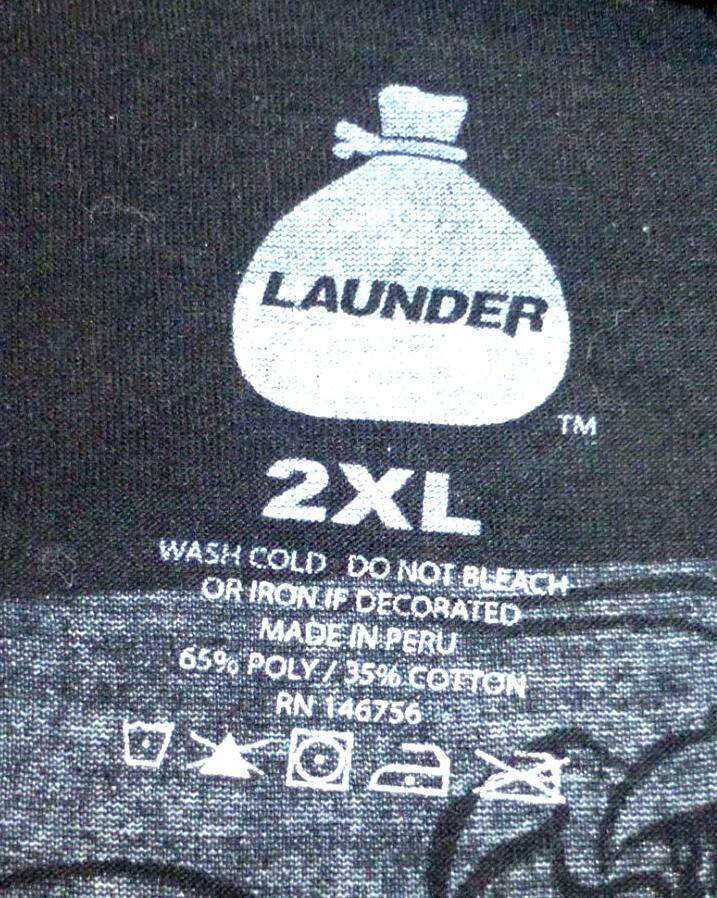 LAUNDER
TM
2XL
WASH COLD DO NOT BLEACH
OR IRON IF DECORATED
MADE IN PERU
65% POLY / 35% COTTON
RN 146756